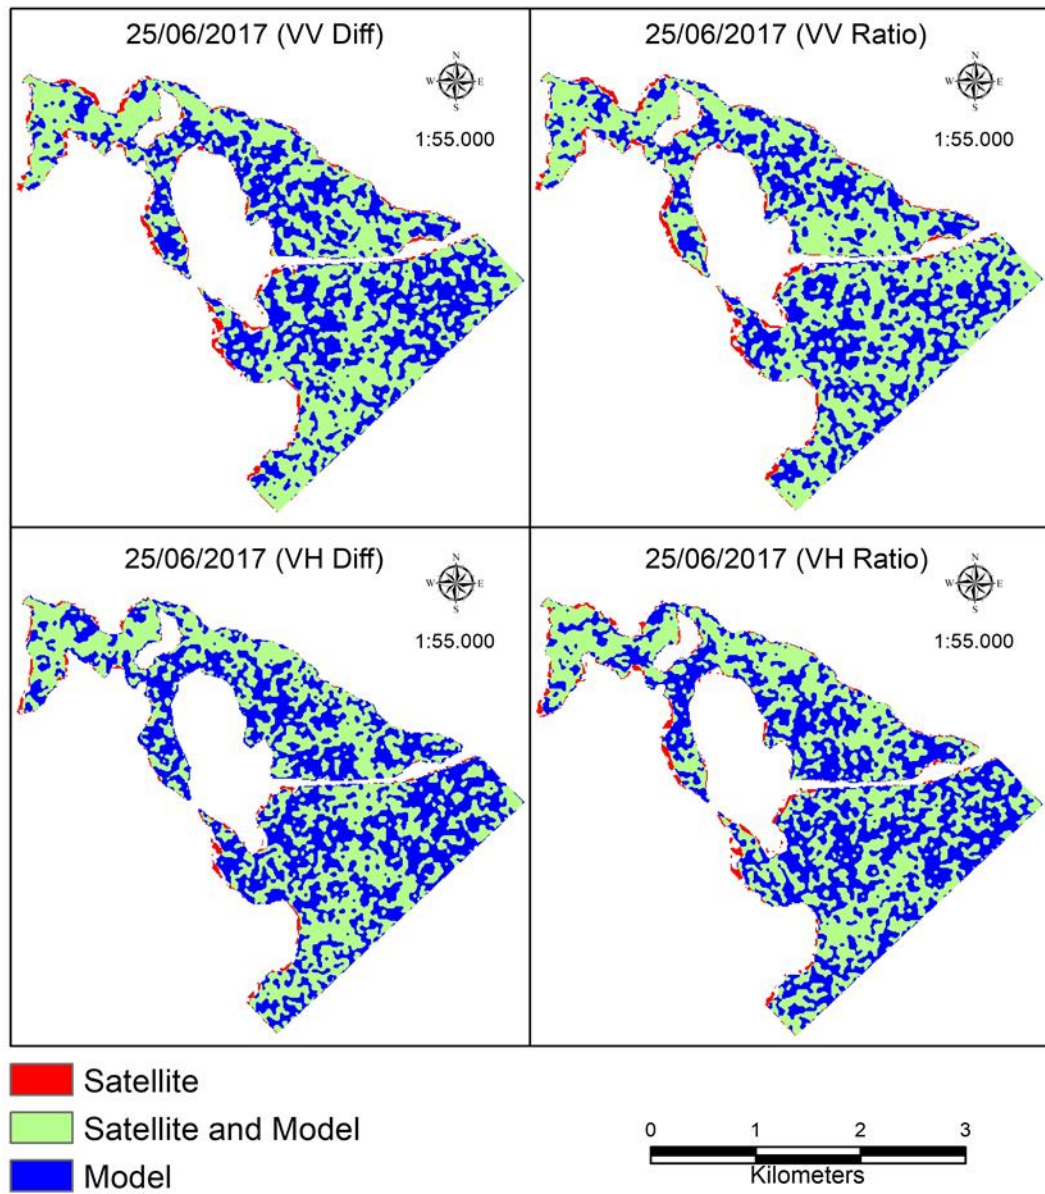 25/06/2017 (VV Diff)
N
W E
S
1:55.000
25/06/2017 (VV Ratio)
N
W E
S
1:55.000
25/06/2017 (VH Diff)
N
W E
S
1:55.000
25/06/2017 (VH Ratio)
N
W E
S
1:55.000
Satellite
Satellite and Model
Model
0 1 2 3
Kilometers